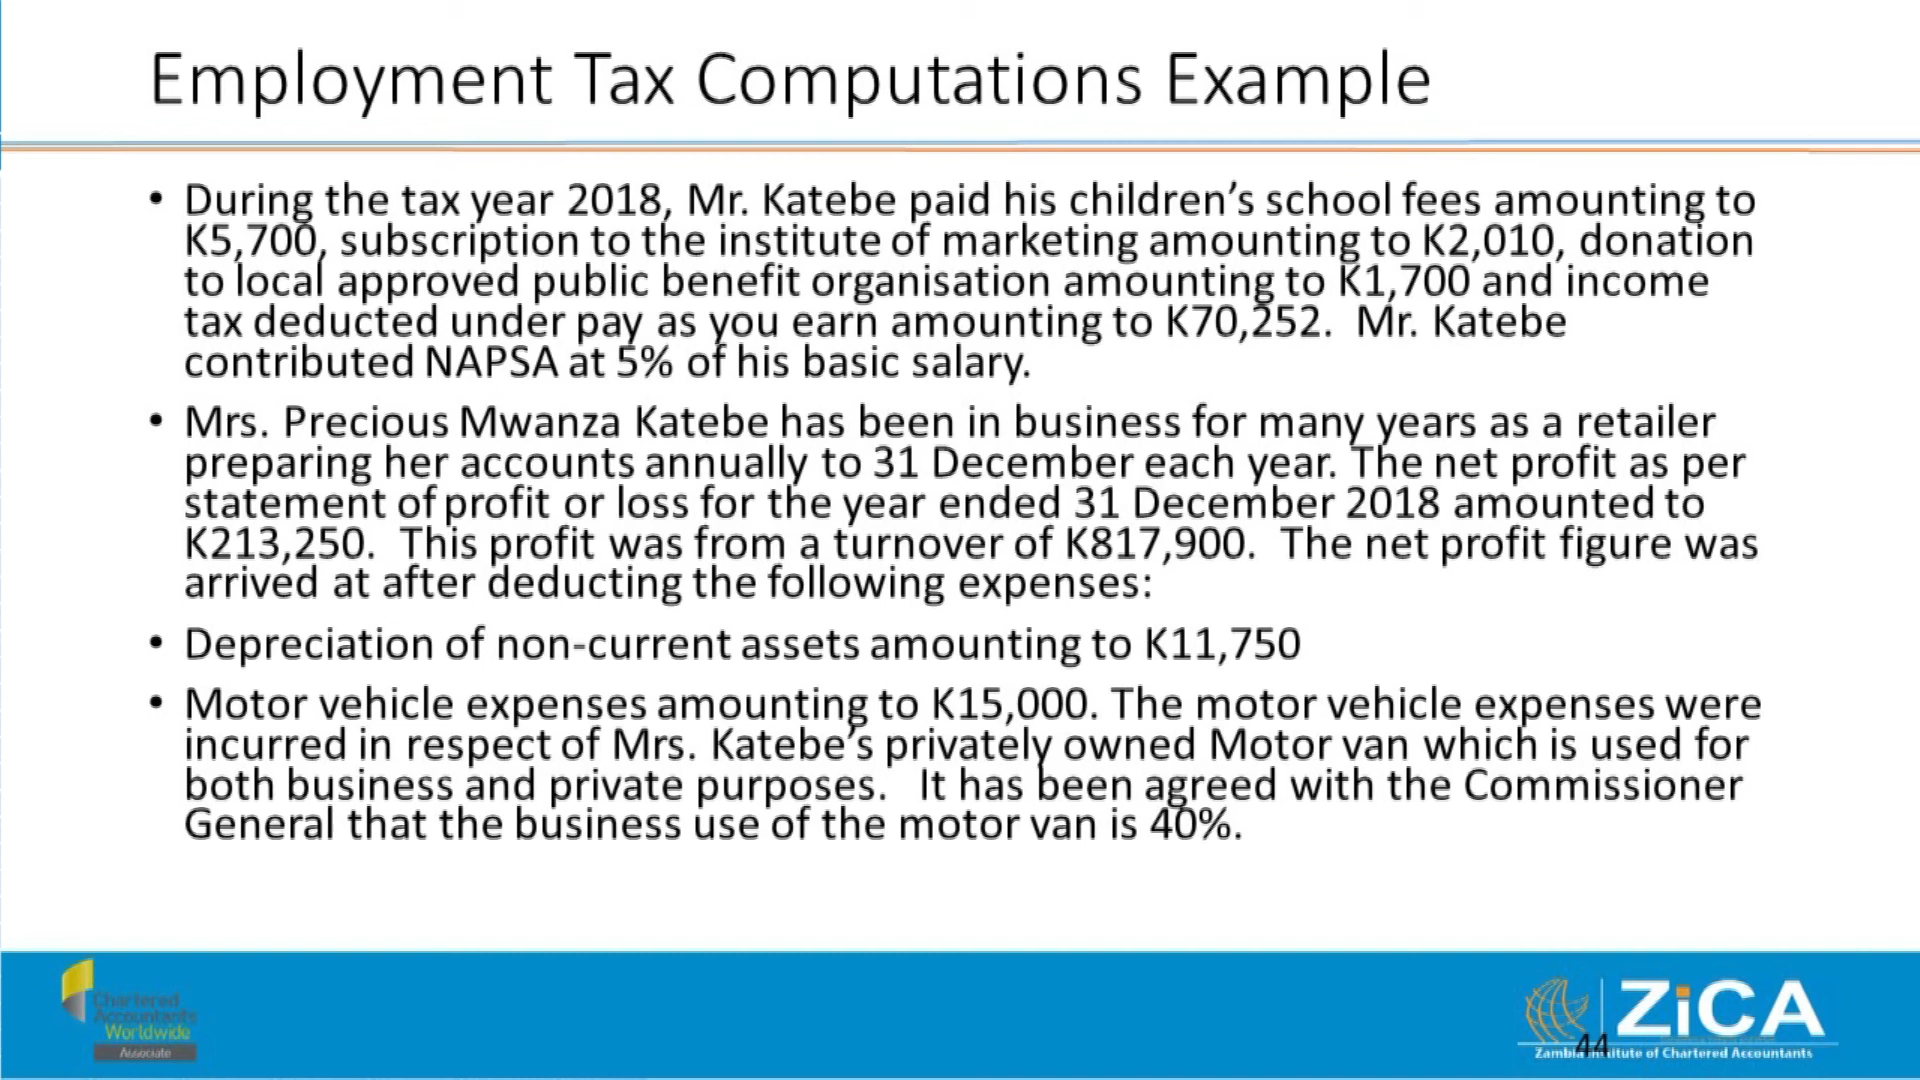 Employment Tax Computations Example
• During the tax year 2018, Mr. Katebe paid his children’s school fees amounting to
K5,700, subscription to the institute of marketing amounting to K2,010, donation
to local approved public benefit organisation amounting to K1,700 and income
tax deducted under pay as you earn amounting to K70,252.  Mr. Katebe
contributed NAPSA at 5% of his basic salary.
• Mrs. Precious Mwanza Katebe has been in business for many years as a retailer
preparing her accounts annually to 31 December each year. The net profit as per
statement of profit or loss for the year ended 31 December 2018 amounted to
K213,250.  This profit was from a turnover of K817,900.  The net profit figure was
arrived at after deducting the following expenses:
• Depreciation of non-current assets amounting to K11,750
• Motor vehicle expenses amounting to K15,000. The motor vehicle expenses were
incurred in respect of Mrs. Katebe’s privately owned Motor van which is used for
both business and private purposes.   It has been agreed with the Commissioner
General that the business use of the motor van is 40%.
Chartered
Accountants
Worldwide
Associate
ZiCA
44
Zambia Institute of Chartered Accountants